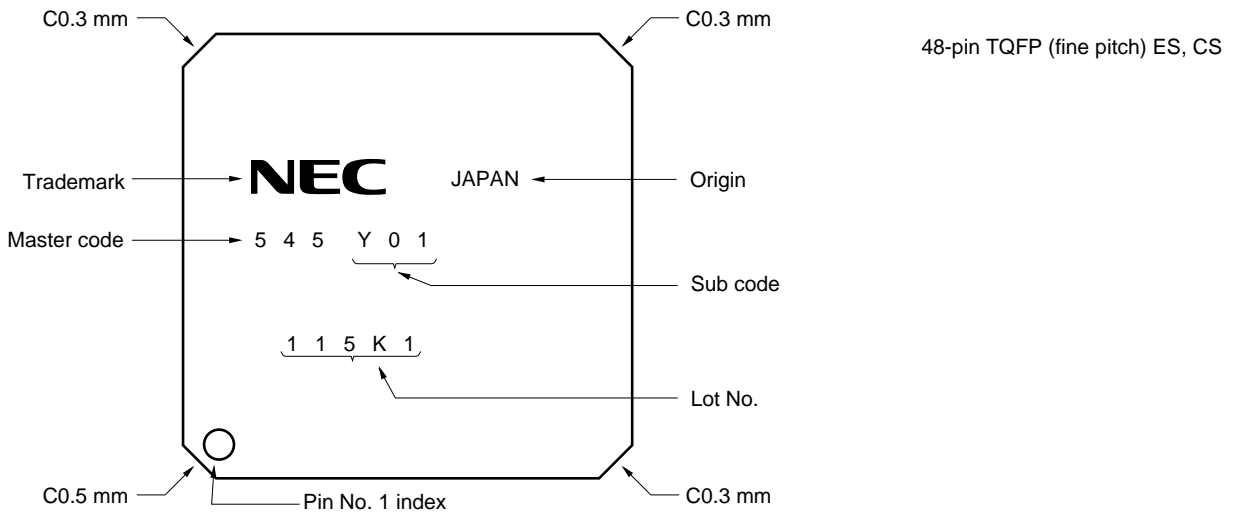 C0.3 mm C0.3 mm
48-pin TQFP (fine pitch) ES, CS
Trademark NEC JAPAN Origin
Master code 5 4 5 Y 0 1
Sub code
1 1 5 K 1
Lot No.
C0.5 mm Pin No. 1 index C0.3 mm